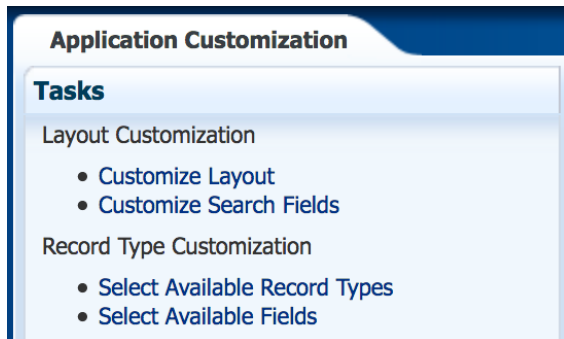 Application Customization
Tasks
Layout Customization
• Customize Layout
• Customize Search Fields
Record Type Customization
• Select Available Record Types
• Select Available Fields